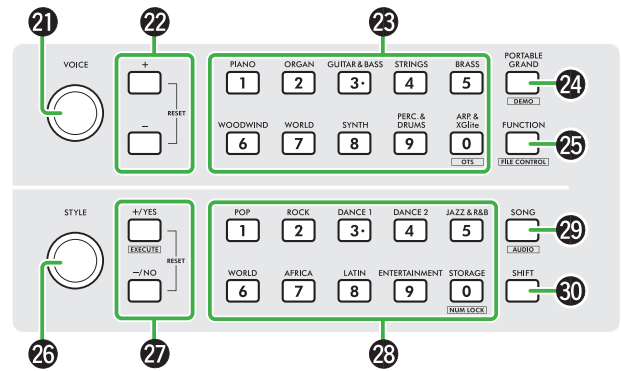 21 22 23
VOICE
+
RESET
−
PIANO ORGAN GUITAR & BASS STRINGS BRASS
1 2 3· 4 5
WOODWIND WORLD SYNTH PERC. & DRUMS ARP. & XGlite
6 7 8 9 0
OTS
PORTABLE
GRAND
24
DEMO
FUNCTION
25
FILE CONTROL
STYLE
+/YES
EXECUTE
RESET
−/NO
POP ROCK DANCE 1 DANCE 2 JAZZ & R&B
1 2 3· 4 5
WORLD AFRICA LATIN ENTERTAINMENT STORAGE
6 7 8 9 0
NUM LOCK
SONG
29
AUDIO
SHIFT
30
26 27 28